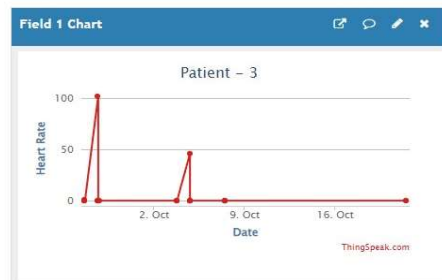 Field 1 Chart
Patient - 3
100
50
0
Heart Rate
2. Oct
9. Oct
16. Oct
Date
ThingSpeak.com